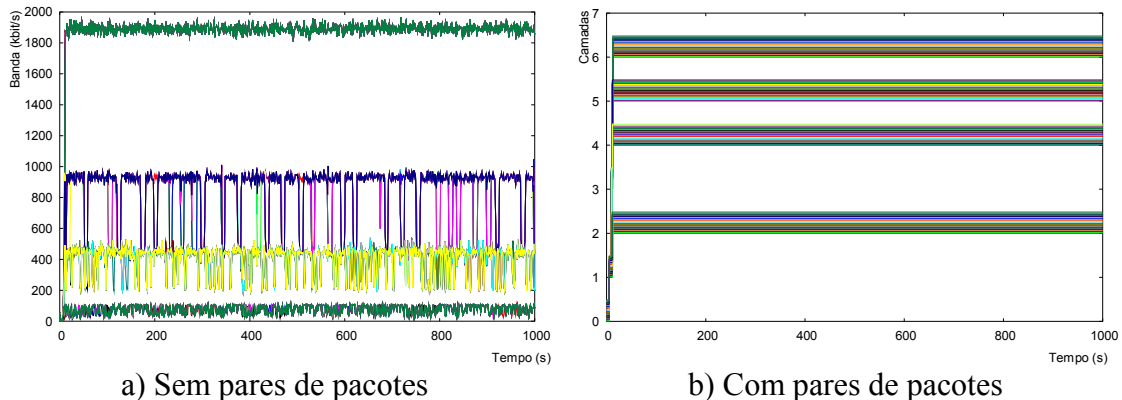 Banda (kbit/s)
2000
1800
1600
1400
1200
1000
800
600
400
200
0
0 200 400 600 800 1000
Tempo (s)
a) Sem pares de pacotes
Camadas
7
6
5
4
3
2
1
0
0 200 400 600 800 1000
Tempo (s)
b) Com pares de pacotes